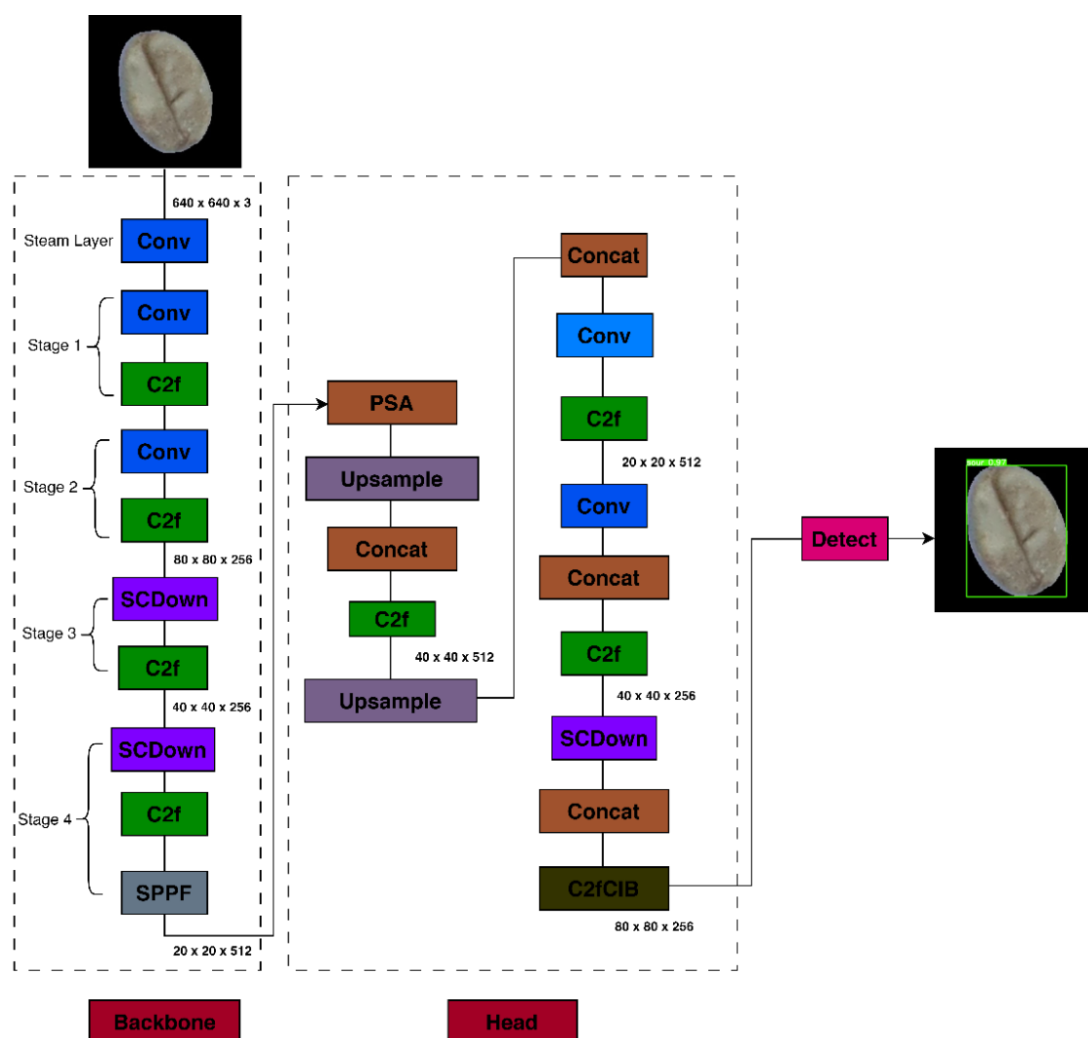 640 x 640 x 3
Steam Layer
Conv
Stage 1
Conv
C2f
Stage 2
Conv
C2f
80 x 80 x 256
Stage 3
SCDown
C2f
40 x 40 x 256
Stage 4
SCDown
C2f
SPPF
20 x 20 x 512
Backbone
PSA
Upsample
Concat
C2f
40 x 40 x 512
Upsample
Concat
Conv
C2f
20 x 20 x 512
Conv
Concat
C2f
40 x 40 x 256
SCDown
Concat
C2fCIB
80 x 80 x 256
Head
Detect
sour 0.97